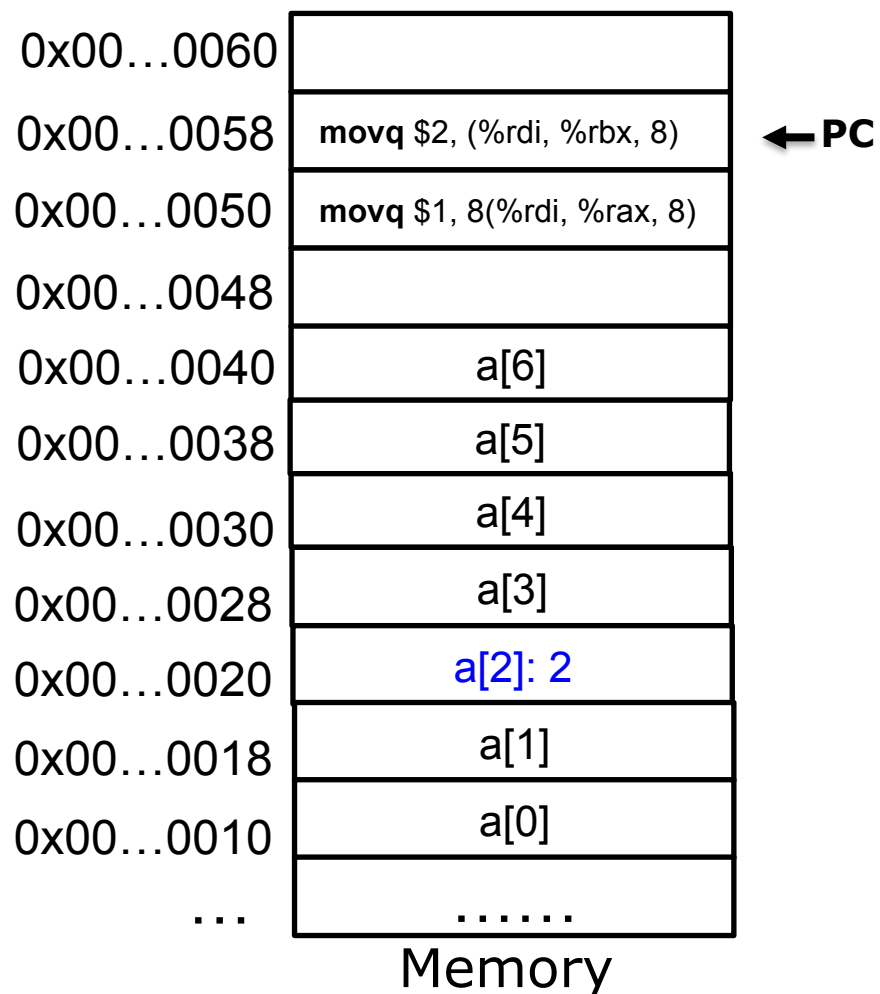 0x00…0060
0x00…0058 movq $2, (%rdi, %rbx, 8) PC
0x00…0050 movq $1, 8(%rdi, %rax, 8)
0x00…0048
0x00…0040 a[6]
0x00…0038 a[5]
0x00…0030 a[4]
0x00…0028 a[3]
0x00…0020 a[2]: 2
0x00…0018 a[1]
0x00…0010 a[0]
… ……
Memory